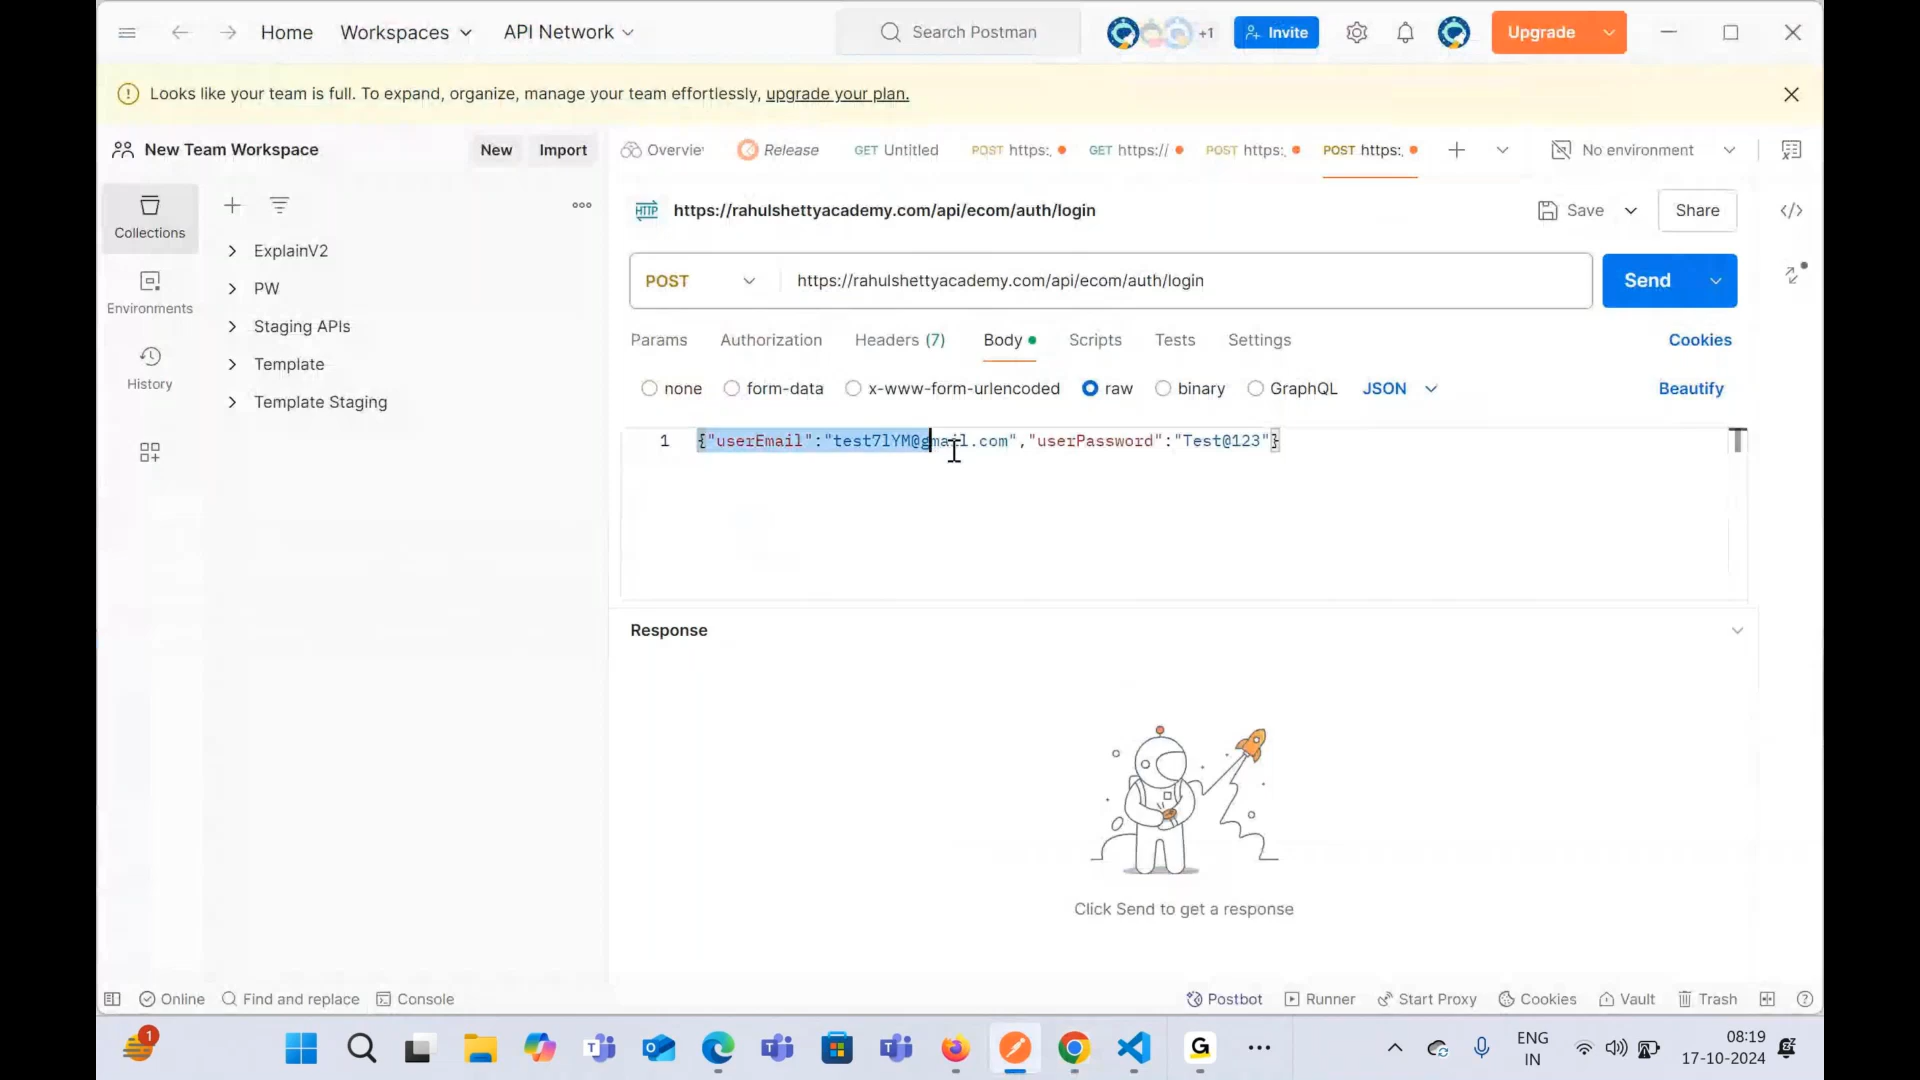 Home Workspaces API Network Search Postman +1 Invite Upgrade
Looks like your team is full. To expand, organize, manage your team effortlessly, upgrade your plan.
New Team Workspace New Import Overvie Release GET Untitled POST https:, GET https:// POST https:, POST https:, No environment
Collections
Environments
History
ExplainV2
PW
Staging APIs
Template
Template Staging
HTTP https://rahulshettyacademy.com/api/ecom/auth/login Save Share
POST https://rahulshettyacademy.com/api/ecom/auth/login Send
Params Authorization Headers (7) Body Scripts Tests Settings Cookies
none form-data x-www-form-urlencoded raw binary GraphQL JSON Beautify
1 {"userEmail":"test7lYM@gmail.com","userPassword":"Test@123"}
Response
Click Send to get a response
Online Find and replace Console Postbot Runner Start Proxy Cookies Vault Trash
1 ENG 08:19
IN 17-10-2024